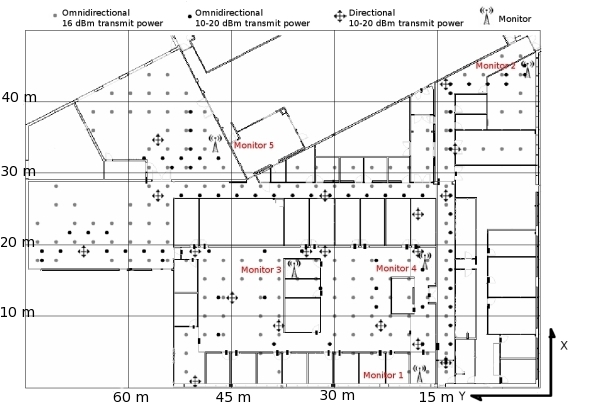 Omnidirectional
16 dBm transmit power
Omnidirectional
10-20 dBm transmit power
Directional
10-20 dBm transmit power
Monitor
Monitor 2
40 m
Monitor 5
30 m
20 m
Monitor 3
Monitor 4
10 m
X
Monitor 1
60 m
45 m
30 m
15 m
Y